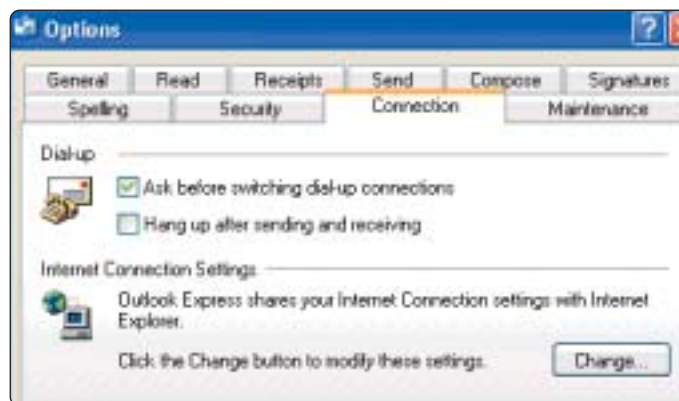 Options
General Read Receipts Send Compose Signatures
Spelling Security Connection Maintenance
Dial-up
Ask before switching dial-up connections
Hang up after sending and receiving
Internet Connection Settings
Outlook Express shares your Internet Connection settings with Internet
Explorer.
Click the Change button to modify these settings. Change...